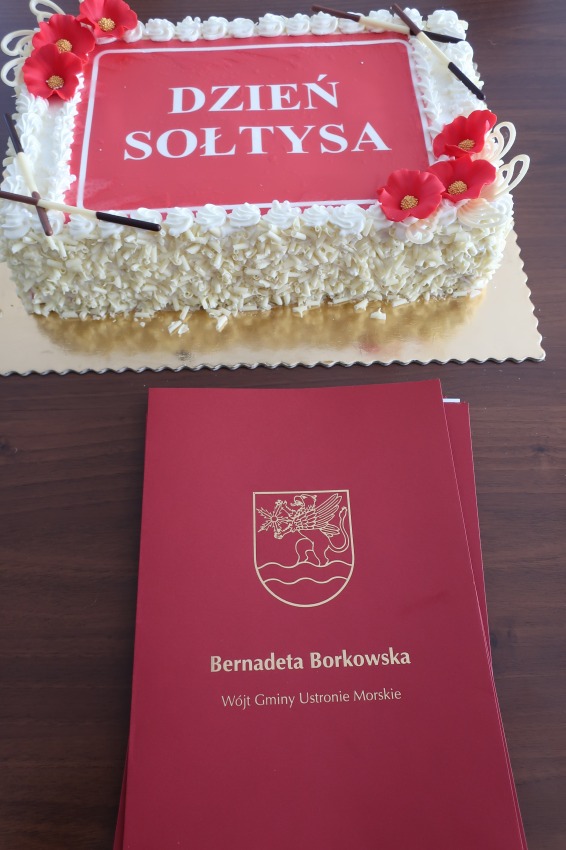 DZIEŃ
SOŁTYSA
Bernadeta Borkowska
Wójt Gminy Ustronie Morskie